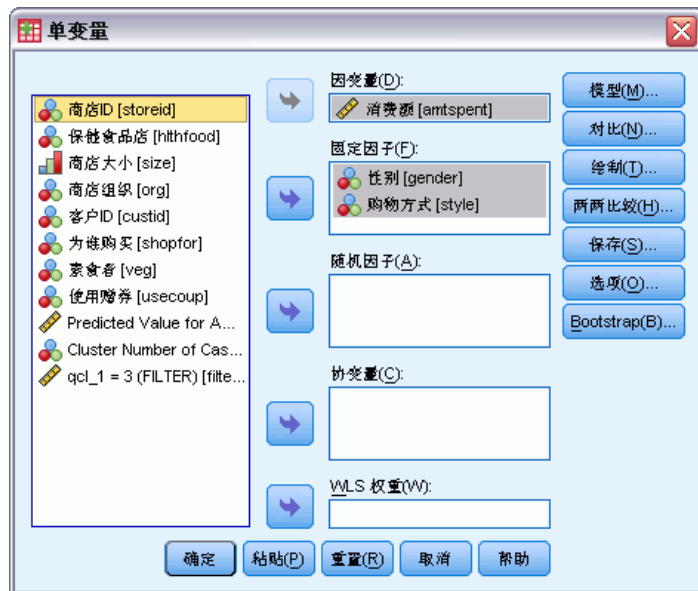 单变量
商店ID [storeid]
保健食品店 [hlthfood]
商店大小 [size]
商店组织 [org]
客户ID [custid]
为谁购买 [shopfor]
素食者 [veg]
使用赠券 [usecoup]
Predicted Value for A...
Cluster Number of Cas...
qcl_1 = 3 (FILTER) [filte...
因变量(D):
消费额 [amtspent]
固定因子(F):
性别 [gender]
购物方式 [style]
随机因子(A):
协变量(C):
WLS 权重(W):
模型(M)...
对比(N)...
绘制(T)...
两两比较(H)...
保存(S)...
选项(O)...
Bootstrap(B)...
确定
粘贴(P)
重置(R)
取消
帮助